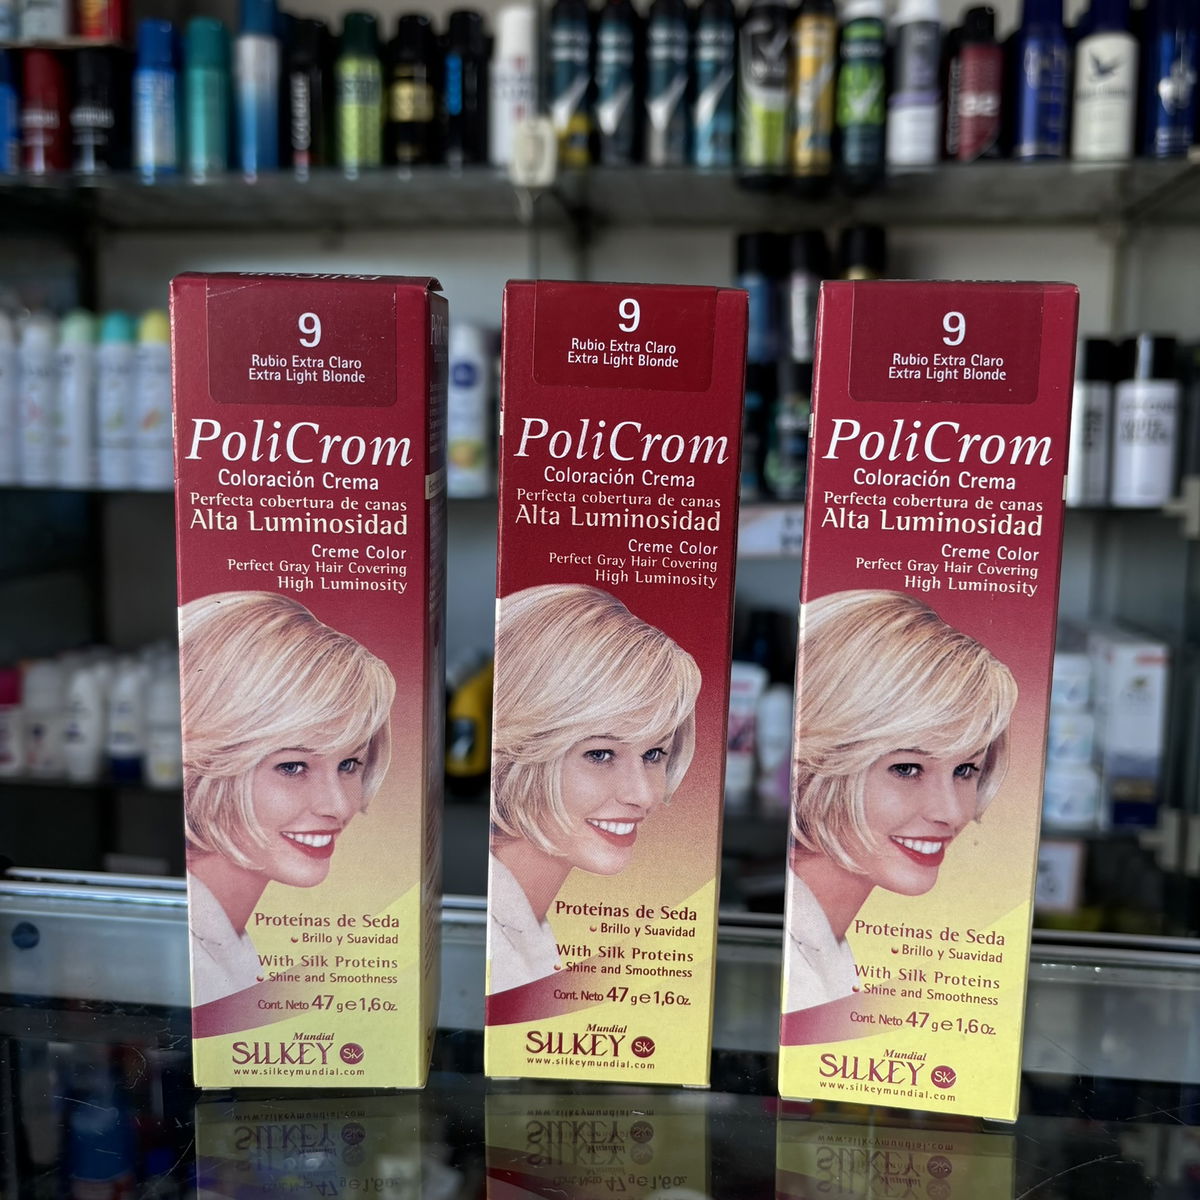 PoliCrom
9
Rubio Extra Claro
Extra Light Blonde
PoliCrom
Coloración Crema
Perfecta cobertura de canas
Alta Luminosidad
Creme Color
Perfect Gray Hair Covering
High Luminosity
Proteínas de Seda
Brillo y Suavidad
With Silk Proteins
Shine and Smoothness
Cont. Neto 47 g e 1,6 Oz.
Mundial
SILKEY SK
www.silkeymundial.com
9
Rubio Extra Claro
Extra Light Blonde
PoliCrom
Coloración Crema
Perfecta cobertura de canas
Alta Luminosidad
Creme Color
Perfect Gray Hair Covering
High Luminosity
Proteínas de Seda
Brillo y Suavidad
With Silk Proteins
Shine and Smoothness
Cont. Neto 47 g e 1,6 Oz.
Mundial
SILKEY SK
www.silkeymundial.com
9
Rubio Extra Claro
Extra Light Blonde
PoliCrom
Coloración Crema
Perfecta cobertura de canas
Alta Luminosidad
Creme Color
Perfect Gray Hair Covering
High Luminosity
Proteínas de Seda
Brillo y Suavidad
With Silk Proteins
Shine and Smoothness
Cont. Neto 47 g e 1,6 Oz.
Mundial
SILKEY SK
www.silkeymundial.com